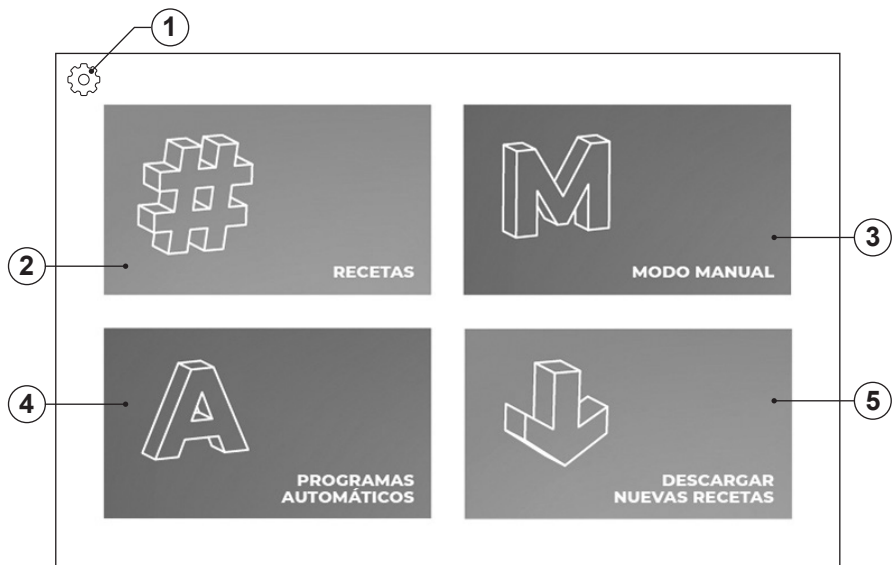 1
2
RECETAS
3
MODO MANUAL
4
PROGRAMAS
AUTOMÁTICOS
5
DESCARGAR
NUEVAS RECETAS